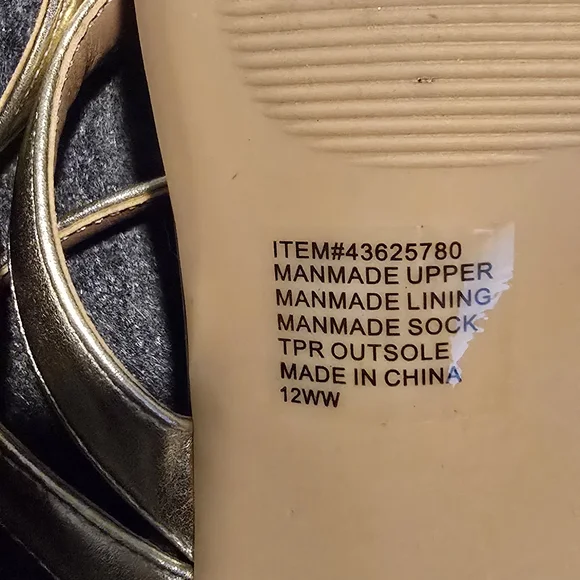 ITEM#43625780
MANMADE UPPER
MANMADE LINING
MANMADE SOCK
TPR OUTSOLE
MADE IN CHINA
12WW